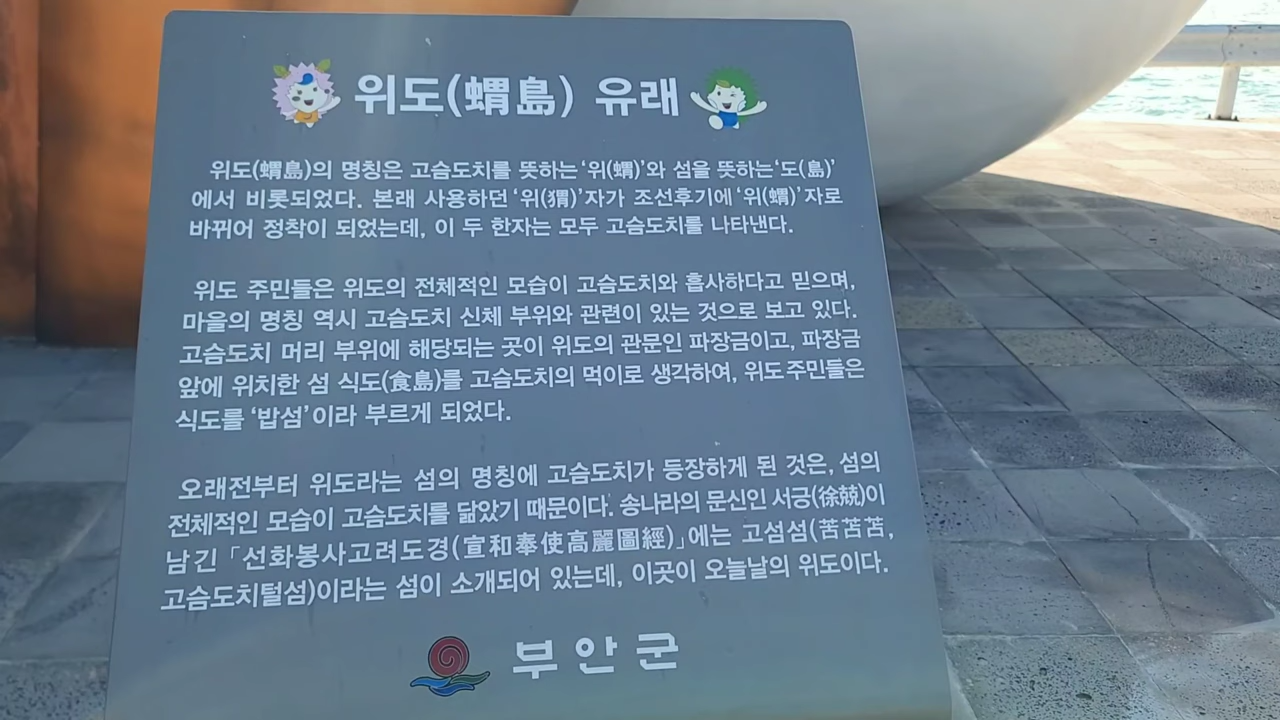 위도(蝟島) 유래
위도(蝟島)의 명칭은 고슴도치를 뜻하는 '위(蝟)'와 섬을 뜻하는 '도(島)'
에서 비롯되었다. 본래 사용하던 '위(猬)'자가 조선후기에 '위(蝟)' 자로
바뀌어 정착이 되었는데, 이 두 한자는 모두 고슴도치를 나타낸다.
위도 주민들은 위도의 전체적인 모습이 고슴도치와 흡사하다고 믿으며,
마을의 명칭 역시 고슴도치 신체 부위와 관련이 있는 것으로 보고 있다.
고슴도치 머리 부위에 해당되는 곳이 위도의 관문인 파장금이고, 파장금
앞에 위치한 섬 식도(食島)를 고슴도치의 먹이로 생각하여, 위도 주민들은
식도를 '밥섬'이라 부르게 되었다.
오래전부터 위도라는 섬의 명칭에 고슴도치가 등장하게 된 것은, 섬의
전체적인 모습이 고슴도치를 닮았기 때문이다. 송나라의 문신인 서긍(徐兢)이
남긴 「선화봉사고려도경(宣和奉使高麗圖經)」에는 고섬섬(苦苫苫,
고슴도치털섬)이라는 섬이 소개되어 있는데, 이곳이 오늘날의 위도이다.
부안군